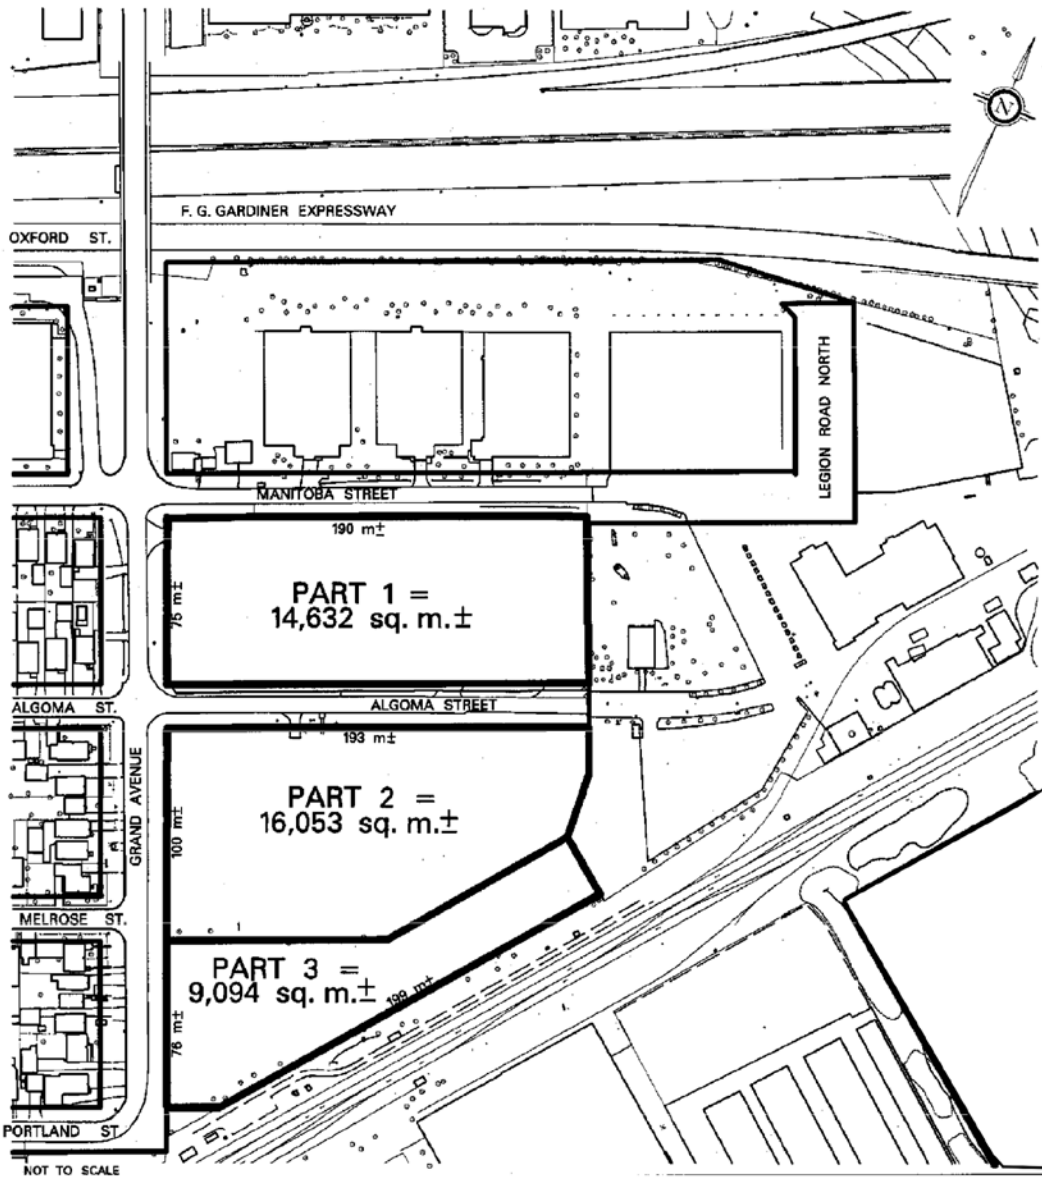 N
F. G. GARDINER EXPRESSWAY
OXFORD ST.
LEGION ROAD NORTH
MANITOBA STREET
190 m±
75 m±
PART 1 =
14,632 sq. m.±
ALGOMA ST.
ALGOMA STREET
193 m±
GRAND AVENUE
PART 2 =
16,053 sq. m.±
100 m±
MELROSE ST.
PART 3 =
9,094 sq. m.±
199 m±
76 m±
PORTLAND ST.
NOT TO SCALE